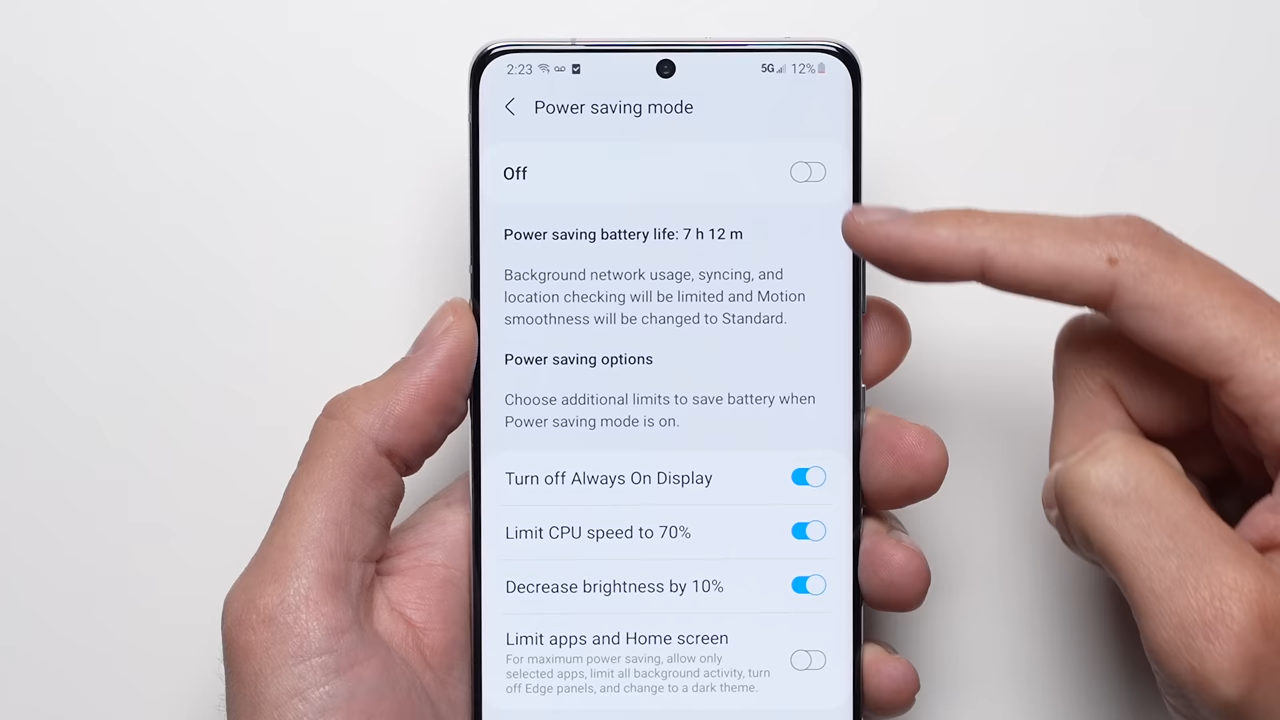 2:23 5G 12%
Power saving mode
Off
Power saving battery life: 7 h 12 m
Background network usage, syncing, and
location checking will be limited and Motion
smoothness will be changed to Standard.
Power saving options
Choose additional limits to save battery when
Power saving mode is on.
Turn off Always On Display
Limit CPU speed to 70%
Decrease brightness by 10%
Limit apps and Home screen
For maximum power saving, allow only
selected apps, limit all background activity, turn
off Edge panels, and change to a dark theme.